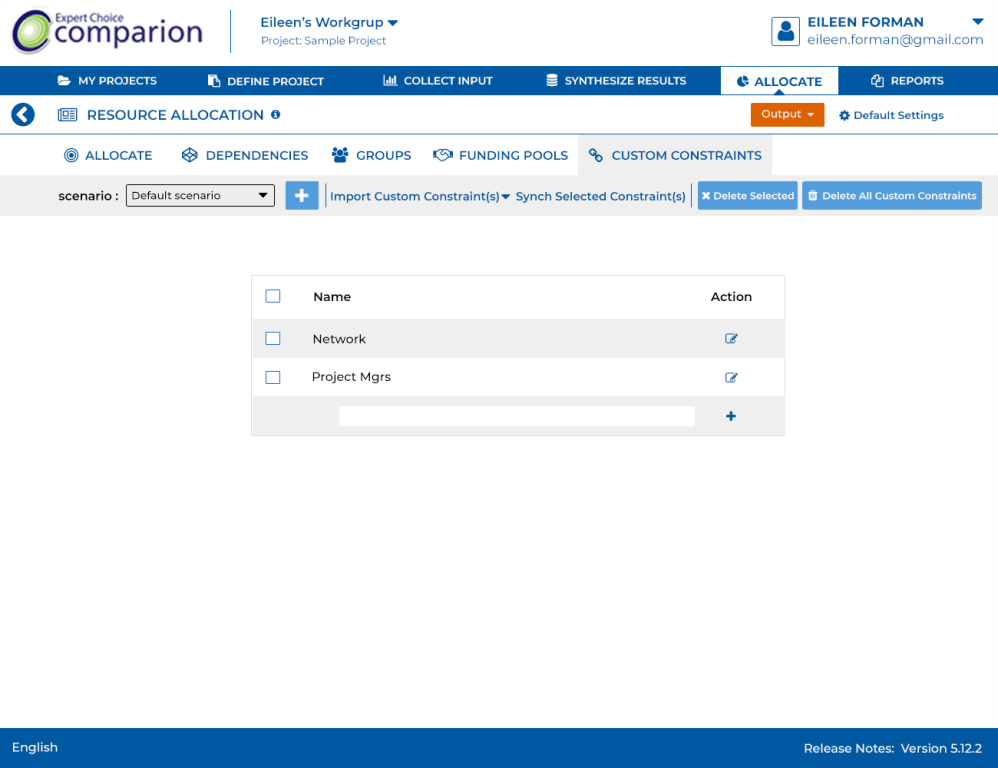 Expert Choice
comparion
Eileen’s Workgrup
Project: Sample Project
EILEEN FORMAN
eileen.forman@gmail.com
MY PROJECTS
DEFINE PROJECT
COLLECT INPUT
SYNTHESIZE RESULTS
ALLOCATE
REPORTS
RESOURCE ALLOCATION
Output
Default Settings
ALLOCATE
DEPENDENCIES
GROUPS
FUNDING POOLS
CUSTOM CONSTRAINTS
scenario :
Default scenario
Import Custom Constraint(s)
Synch Selected Constraint(s)
Delete Selected
Delete All Custom Constraints
Name Action
Network
Project Mgrs
English
Release Notes: Version 5.12.2